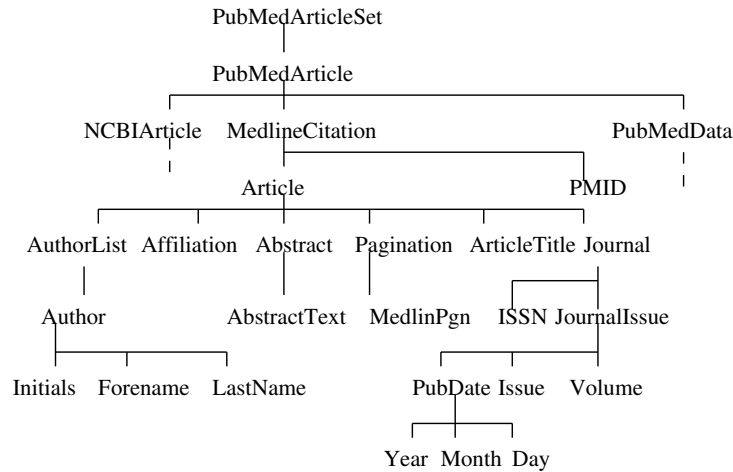 PubMedArticleSet
PubMedArticle
NCBIArticle MedlineCitation PubMedData
Article PMID
AuthorList Affiliation Abstract Pagination ArticleTitle Journal
Author AbstractText MedlinPgn ISSN JournalIssue
Initials Forename LastName PubDate Issue Volume
Year Month Day